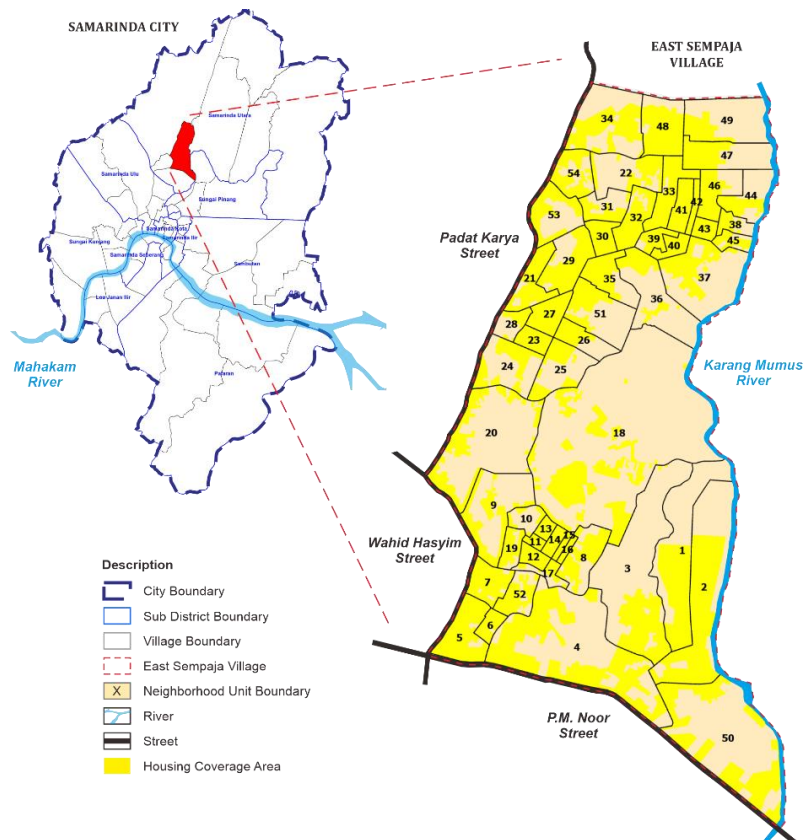 SAMARINDA CITY
EAST SEMPAJA
VILLAGE
Samarinda Utara
Samarinda Ulu
Sungai Pinang
Samarinda Kota
Samarinda Ilir
Sungai Kunjang
Samarinda Seberang
Sambutan
Loa Janan Ilir
Palaran
Mahakam
River
49
34
48
47
54
22
33
46
44
31
41
42
53
32
38
43
30
39
40
45
29
37
21
35
36
27
51
28
23
26
24
25
20
18
9
10
13
15
11
14
19
16
12
8
17
7
52
6
5
4
3
1
2
50
Padat Karya
Street
Karang Mumus
River
Wahid Hasyim
Street
P.M. Noor
Street
Description
City Boundary
Sub District Boundary
Village Boundary
East Sempaja Village
X Neighborhood Unit Boundary
River
Street
Housing Coverage Area